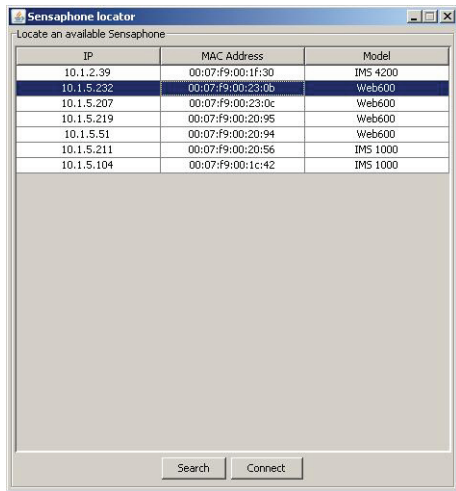 Sensaphone locator
Locate an available Sensaphone
IP MAC Address Model
10.1.2.39 00:07:f9:00:1f:30 IMS 4200
10.1.5.232 00:07:f9:00:23:0b Web600
10.1.5.207 00:07:f9:00:23:0c Web600
10.1.5.219 00:07:f9:00:20:95 Web600
10.1.5.51 00:07:f9:00:20:94 Web600
10.1.5.211 00:07:f9:00:20:56 IMS 1000
10.1.5.104 00:07:f9:00:1c:42 IMS 1000
Search Connect